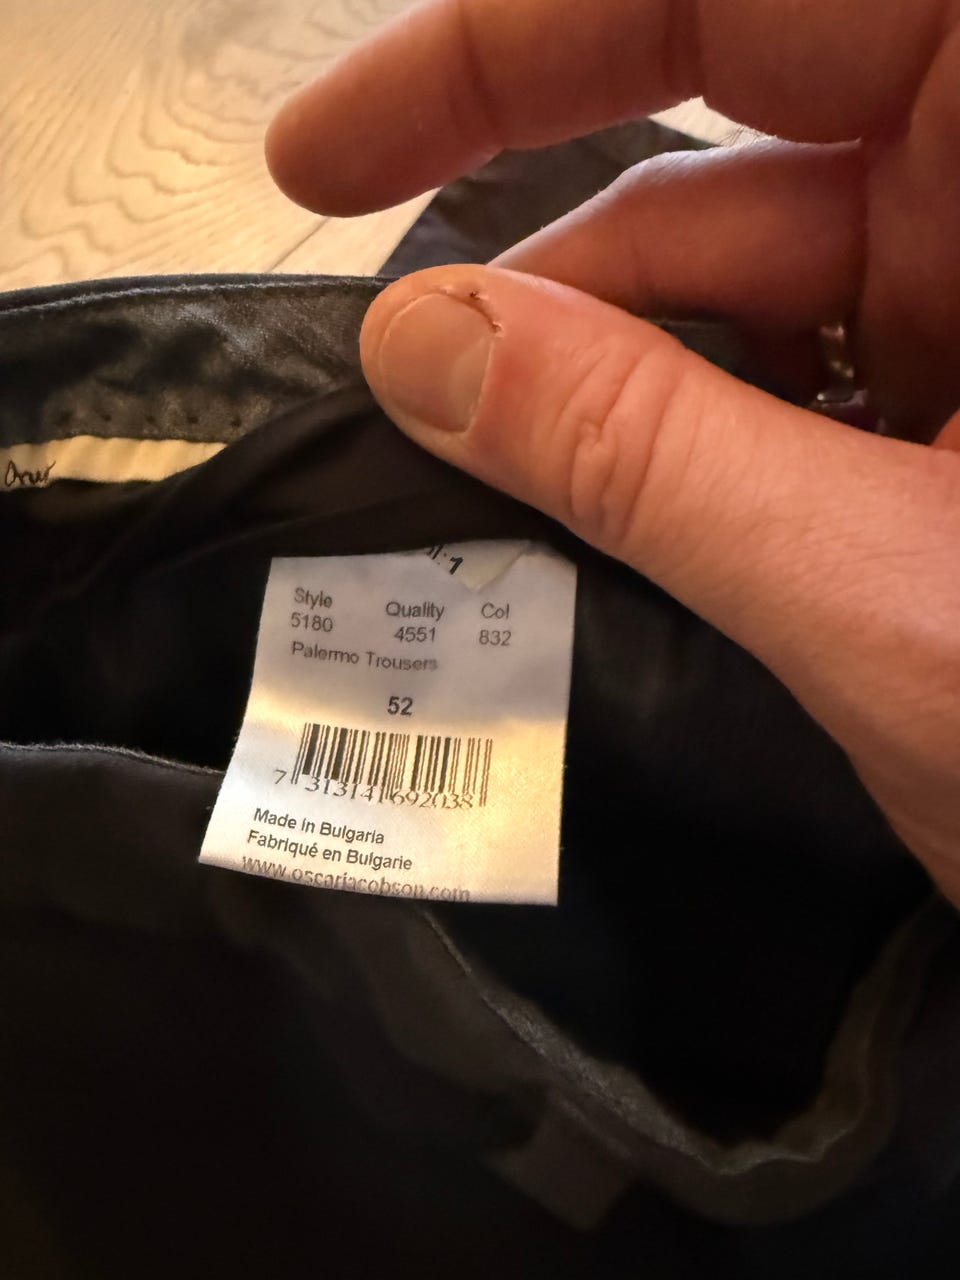 Style Quality Col
5180 4551 832
Palermo Trousers
52
7 313141 692038
Made in Bulgaria
Fabriqué en Bulgarie
www.oscarjacobson.com